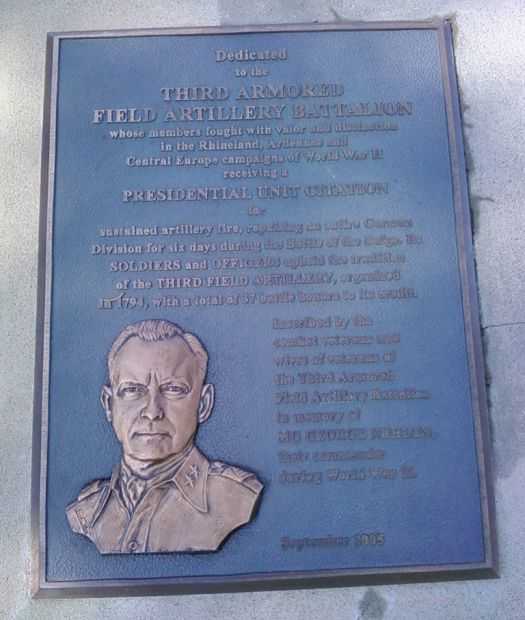 Dedicated
to the
THIRD ARMORED
FIELD ARTILLERY BATTALION
whose members fought with valor and distinction
in the Rhineland, Ardennes and
Central Europe campaigns of World War II
receiving a
PRESIDENTIAL UNIT CITATION
for
sustained artillery fire, repulsing an entire German
Division for six days during the Battle of the Bulge. Its
SOLDIERS and OFFICERS uphold the tradition
of the THIRD FIELD ARTILLERY, organized
in 1794, with a total of 57 battle honors to its credit.
Inscribed by the
combat veterans and
wives of veterans of
the Third Armored
Field Artillery Battalion
in memory of
MG GEORGE
their commander
during World War II.
September